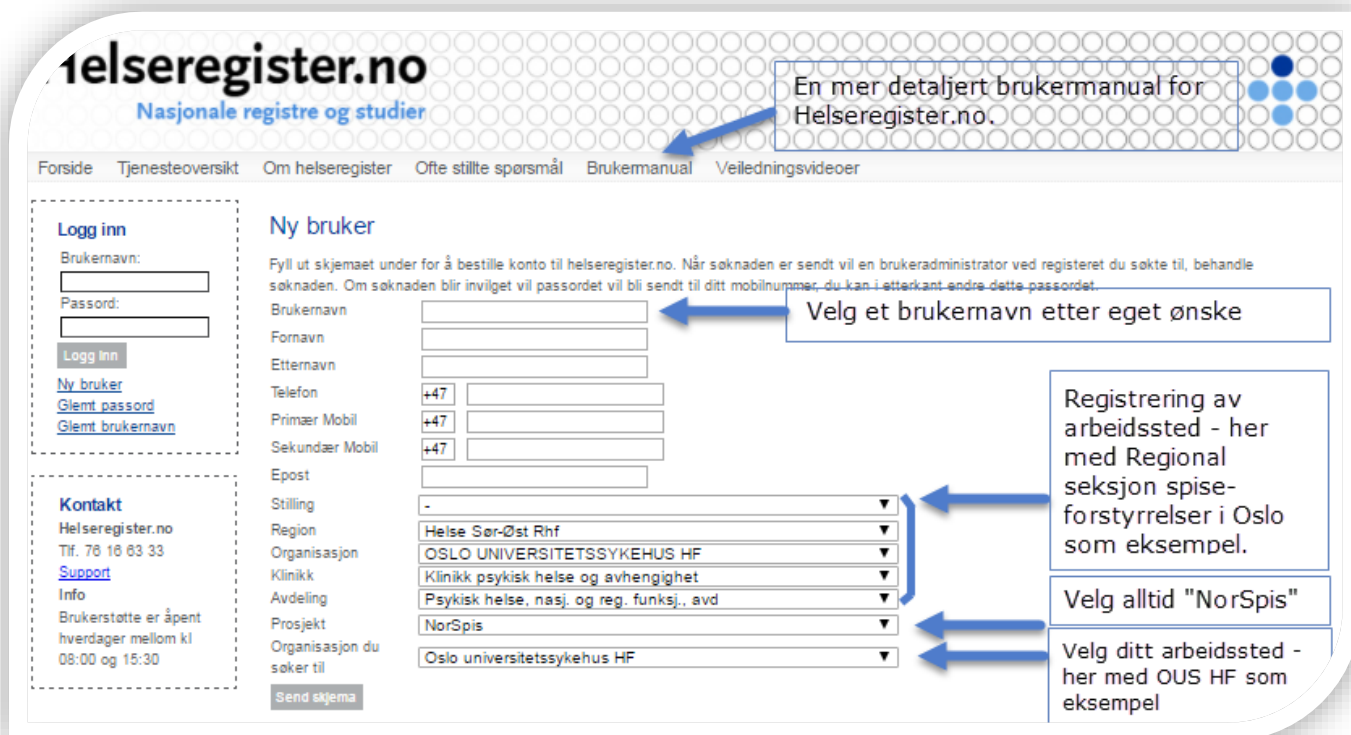 Helseregister.no
Nasjonale registre og studier
En mer detaljert brukermanual for
Helseregister.no.
Forside Tjenesteoversikt Om helseregister Ofte stillte spørsmål Brukermanual Veiledningsvideoer
Logg inn
Brukernavn:
Passord:
Logg Inn
Ny bruker
Glemt passord
Glemt brukernavn
Kontakt
Helseregister.no
Tlf. 76 16 63 33
Support
Info
Brukerstøtte er åpent
hverdager mellom kl
08:00 og 15:30
Ny bruker
Fyll ut skjemaet under for å bestille konto til helseregister.no. Når søknaden er sendt vil en brukeradministrator ved registeret du søkte til, behandle
søknaden. Om søknaden blir invilget vil passordet vil bli sendt til ditt mobilnummer, du kan i etterkant endre dette passordet.
Brukernavn
Velg et brukernavn etter eget ønske
Fornavn
Etternavn
Telefon +47
Primær Mobil +47
Sekundær Mobil +47
Epost
Stilling -
Region Helse Sør-Øst Rhf
Organisasjon OSLO UNIVERSITETSSYKEHUS HF
Klinikk Klinikk psykisk helse og avhengighet
Avdeling Psykisk helse, nasj. og reg. funksj., avd
Prosjekt NorSpis
Organisasjon du
søker til Oslo universitetssykehus HF
Send skjema
Registrering av
arbeidssted - her
med Regional
seksjon spise-
forstyrrelser i Oslo
som eksempel.
Velg alltid "NorSpis"
Velg ditt arbeidssted -
her med OUS HF som
eksempel